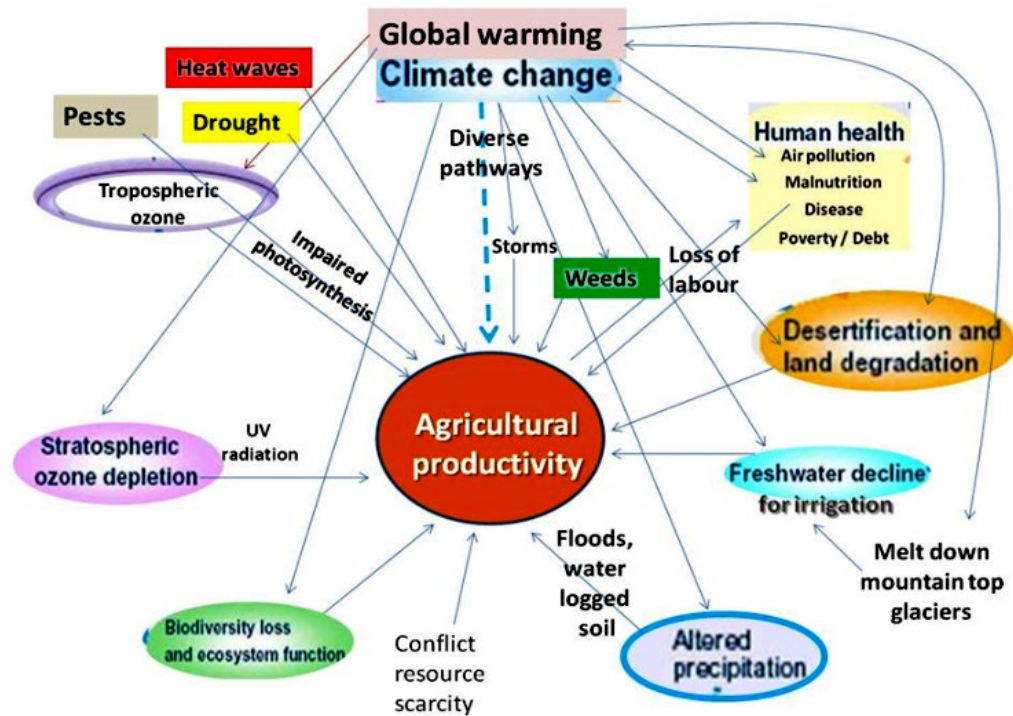 Global warming
Climate change
Heat waves
Pests
Drought
Tropospheric
ozone
Diverse
pathways
Human health
Air pollution
Malnutrition
Disease
Poverty / Debt
Impaired
photosynthesis
Storms
Weeds
Loss of
labour
Desertification and
land degradation
Agricultural
productivity
Stratospheric
ozone depletion
UV
radiation
Freshwater decline
for irrigation
Melt down
mountain top
glaciers
Floods,
water
logged
soil
Biodiversity loss
and ecosystem function
Conflict
resource
scarcity
Altered
precipitation